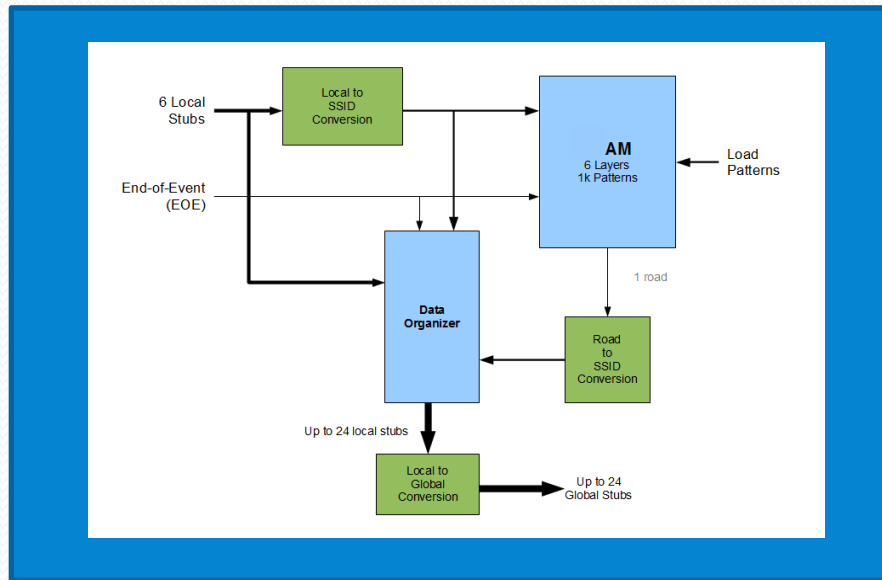 Local to
SSID
Conversion
6 Local
Stubs
AM
6 Layers
1k Patterns
Load
Patterns
End-of-Event
(EOE)
1 road
Data
Organizer
Road
to
SSID
Conversion
Up to 24 local stubs
Local to
Global
Conversion
Up to 24
Global Stubs